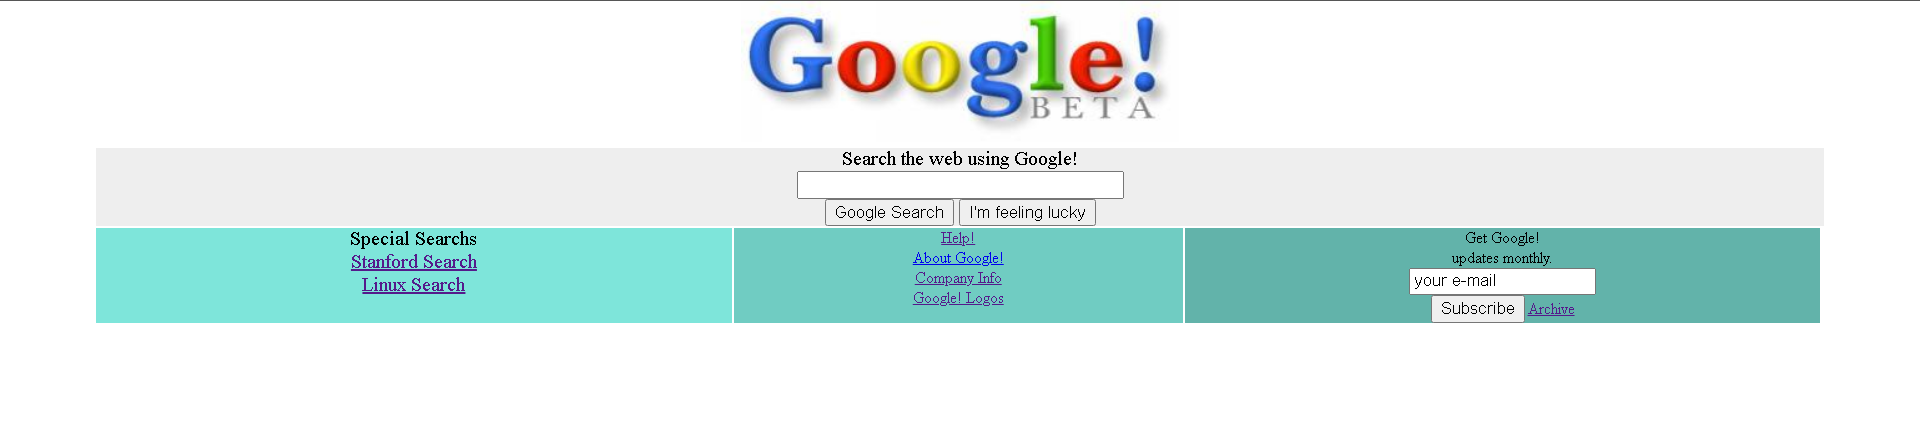 Google!
BETA
Search the web using Google!
Google Search I'm feeling lucky
Special Searchs
Stanford Search
Linux Search
Help!
About Google!
Company Info
Google! Logos
Get Google!
updates monthly.
your e-mail
Subscribe Archive